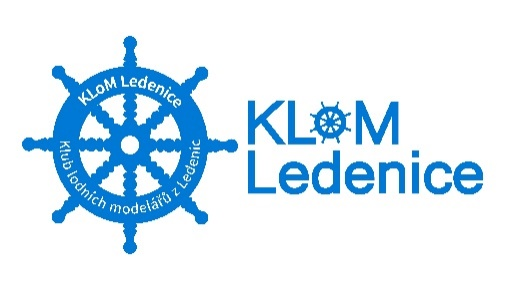 KLoM Ledenice
Klub lodních modelářů z Ledenic
KLoM
Ledenice